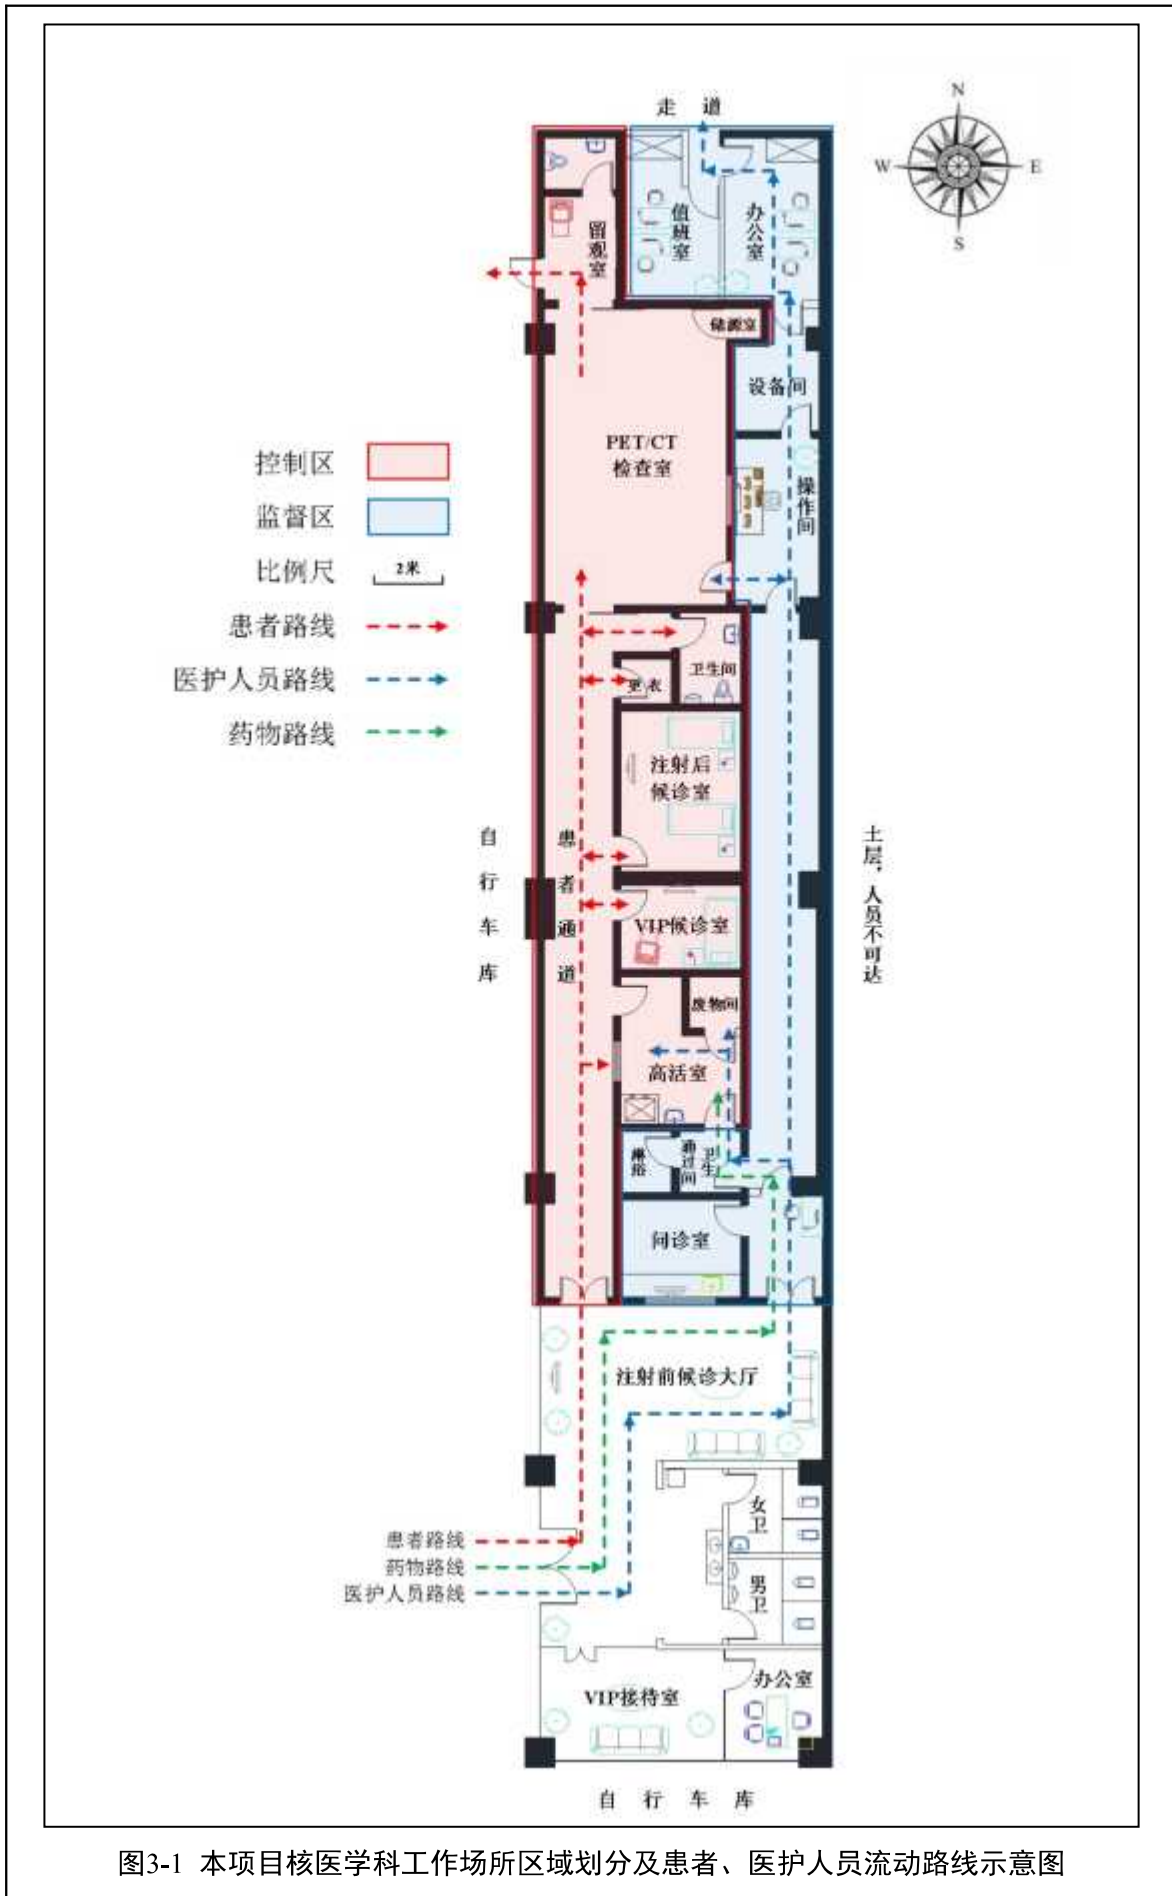 走 道
N
W
E
S
值班室
办公室
留观室
储源室
设备间
PET/CT
检查室
操作间
控制区
监督区
比例尺
2米
患者路线
医护人员路线
药物路线
卫生间
更衣
注射后
候诊室
自行车库
患者通道
土层，人员不可达
VIP候诊室
废物间
高活室
淋浴
卫生
通过间
问诊室
注射前候诊大厅
女卫
患者路线
药物路线
医护人员路线
男卫
办公室
VIP接待室
自 行 车 库
图3-1 本项目核医学科工作场所区域划分及患者、医护人员流动路线示意图